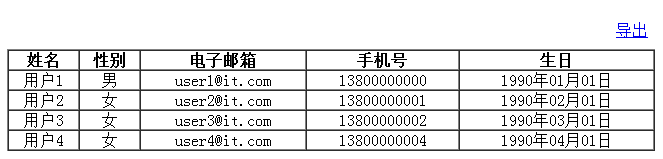 导出
姓名 性别 电子邮箱 手机号 生日
用户1 男 user1@it.com 13800000000 1990年01月01日
用户2 女 user2@it.com 13800000001 1990年02月01日
用户3 女 user3@it.com 13800000002 1990年03月01日
用户4 女 user4@it.com 13800000004 1990年04月01日